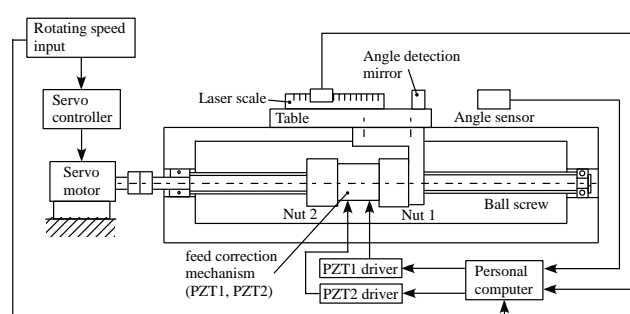 Rotating speed
input
Servo
controller
Servo
motor
Laser scale
Table
Angle detection
mirror
Angle sensor
Nut 2
Nut 1
Ball screw
feed correction
mechanism
(PZT1, PZT2)
PZT1 driver
PZT2 driver
Personal
computer